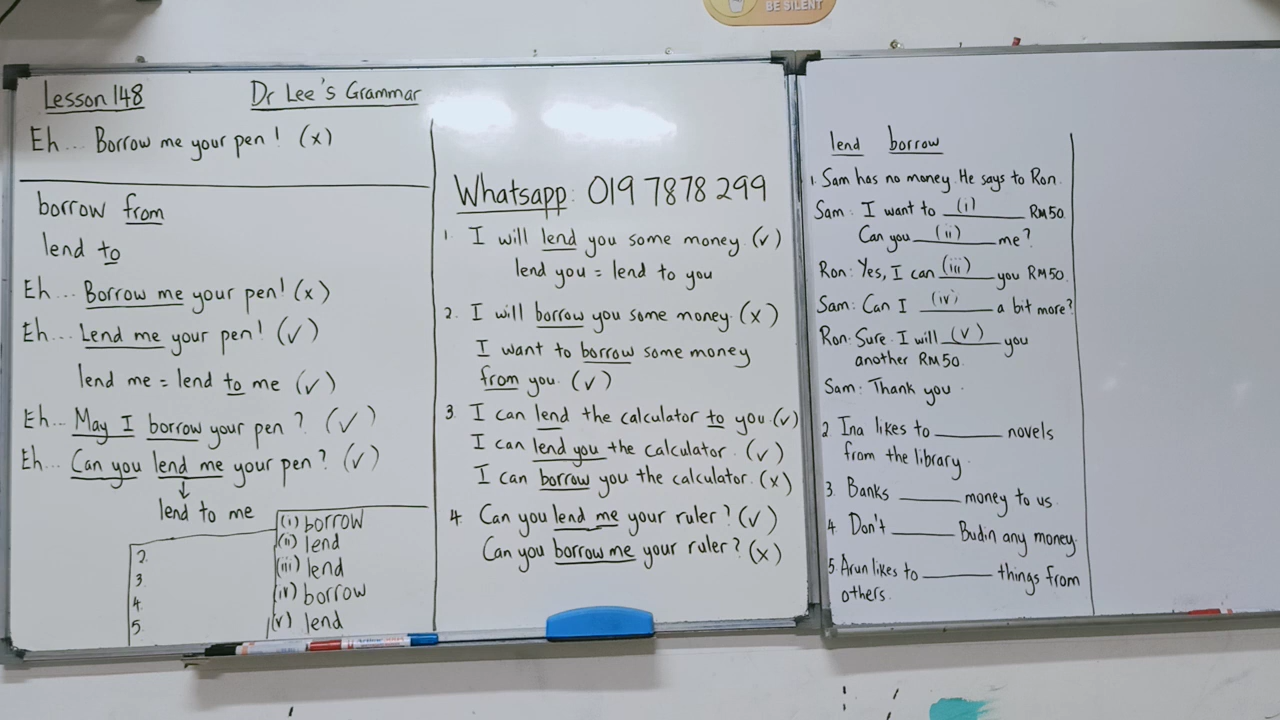 BE SILENT
Lesson 148 Dr Lee's Grammar
Eh... Borrow me your pen! (x)
borrow from
lend to
Eh... Borrow me your pen! (x)
Eh... Lend me your pen! (✓)
lend me = lend to me (✓)
Eh... May I borrow your pen? (✓)
Eh... Can you lend me your pen? (✓)
↓
lend to me
(i) borrow
(ii) lend
(iii) lend
(iv) borrow
(v) lend
2.
3.
4.
5.
Whatsapp: 019 7878 299
1. I will lend you some money. (✓)
lend you = lend to you
2. I will borrow you some money. (x)
I want to borrow some money
from you. (✓)
3. I can lend the calculator to you. (✓)
I can lend you the calculator. (✓)
I can borrow you the calculator. (x)
4. Can you lend me your ruler? (✓)
Can you borrow me your ruler? (x)
lend borrow
1. Sam has no money. He says to Ron.
Sam: I want to (i) ______ RM50.
Can you (ii) ______ me?
Ron: Yes, I can (iii) ______ you RM50.
Sam: Can I (iv) ______ a bit more?
Ron: Sure. I will (v) ______ you
another RM50.
Sam: Thank you.
2. Ina likes to ______ novels
from the library.
3. Banks ______ money to us.
4. Don't ______ Budin any money.
5. Arun likes to ______ things from
others.